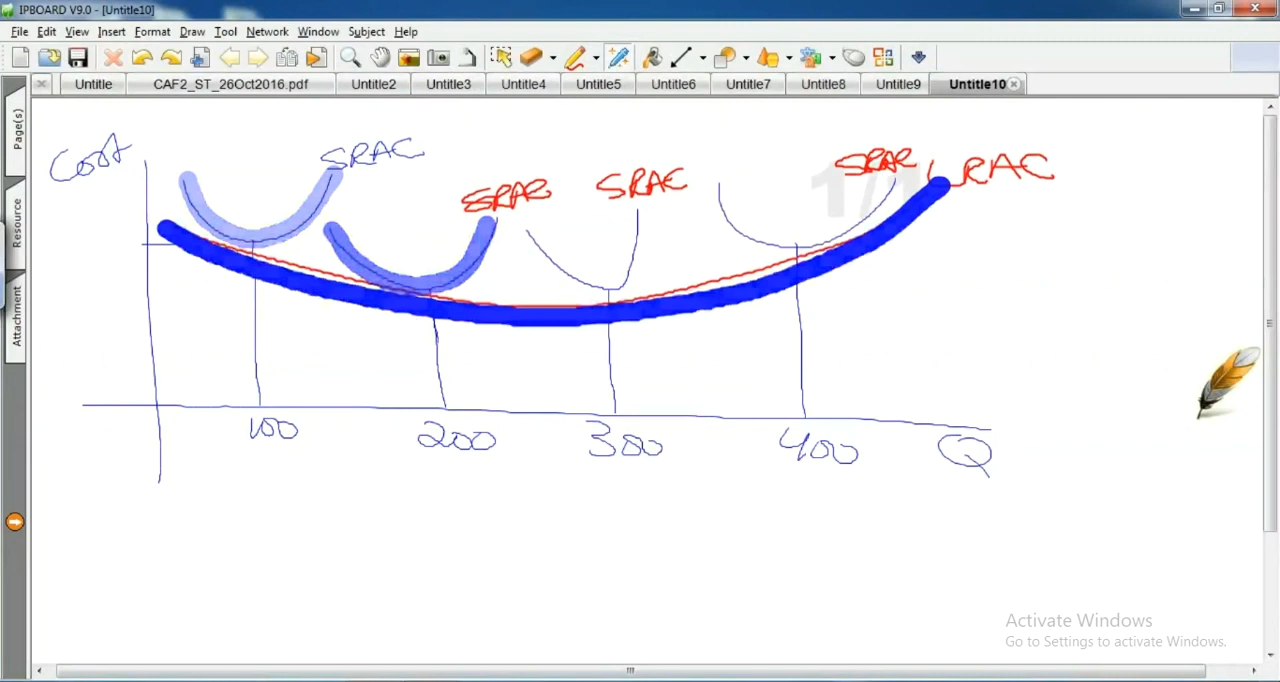 IPBOARD V9.0 - [Untitle10]
File Edit View Insert Format Draw Tool Network Window Subject Help
Untitle CAF2_ST_26Oct2016.pdf Untitle2 Untitle3 Untitle4 Untitle5 Untitle6 Untitle7 Untitle8 Untitle9 Untitle10
Page(s)
Resource
Attachment
Cost
SRAC
SRAC
SRAC
SRAC
LRAC
1/1
100 200 300 400 Q
Activate Windows
Go to Settings to activate Windows.